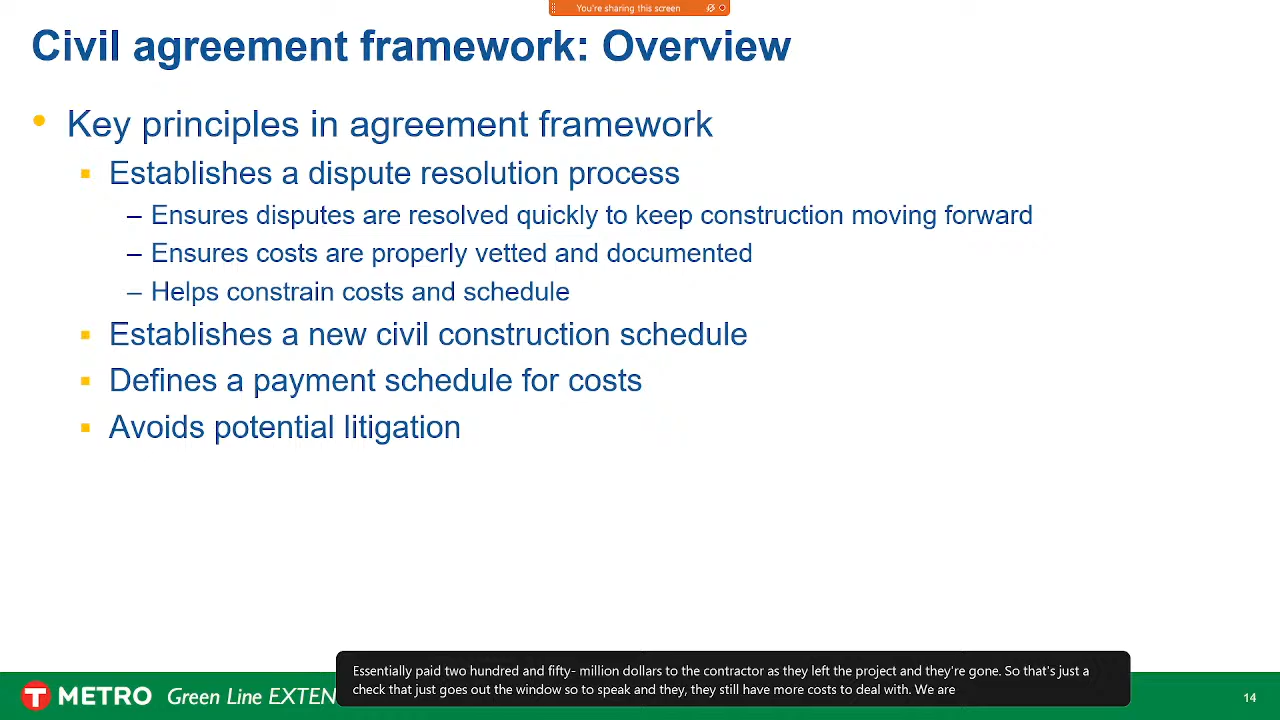 You're sharing this screen
Civil agreement framework: Overview
• Key principles in agreement framework
▪ Establishes a dispute resolution process
– Ensures disputes are resolved quickly to keep construction moving forward
– Ensures costs are properly vetted and documented
– Helps constrain costs and schedule
▪ Establishes a new civil construction schedule
▪ Defines a payment schedule for costs
▪ Avoids potential litigation
Essentially paid two hundred and fifty- million dollars to the contractor as they left the project and they're gone. So that's just a
check that just goes out the window so to speak and they, they still have more costs to deal with. We are
T METRO Green Line EXTEN
14